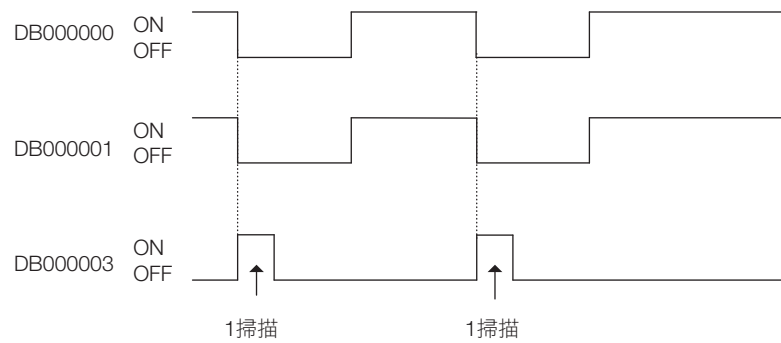 DB000000 ON
OFF
DB000001 ON
OFF
DB000003 ON
OFF
1掃描 1掃描